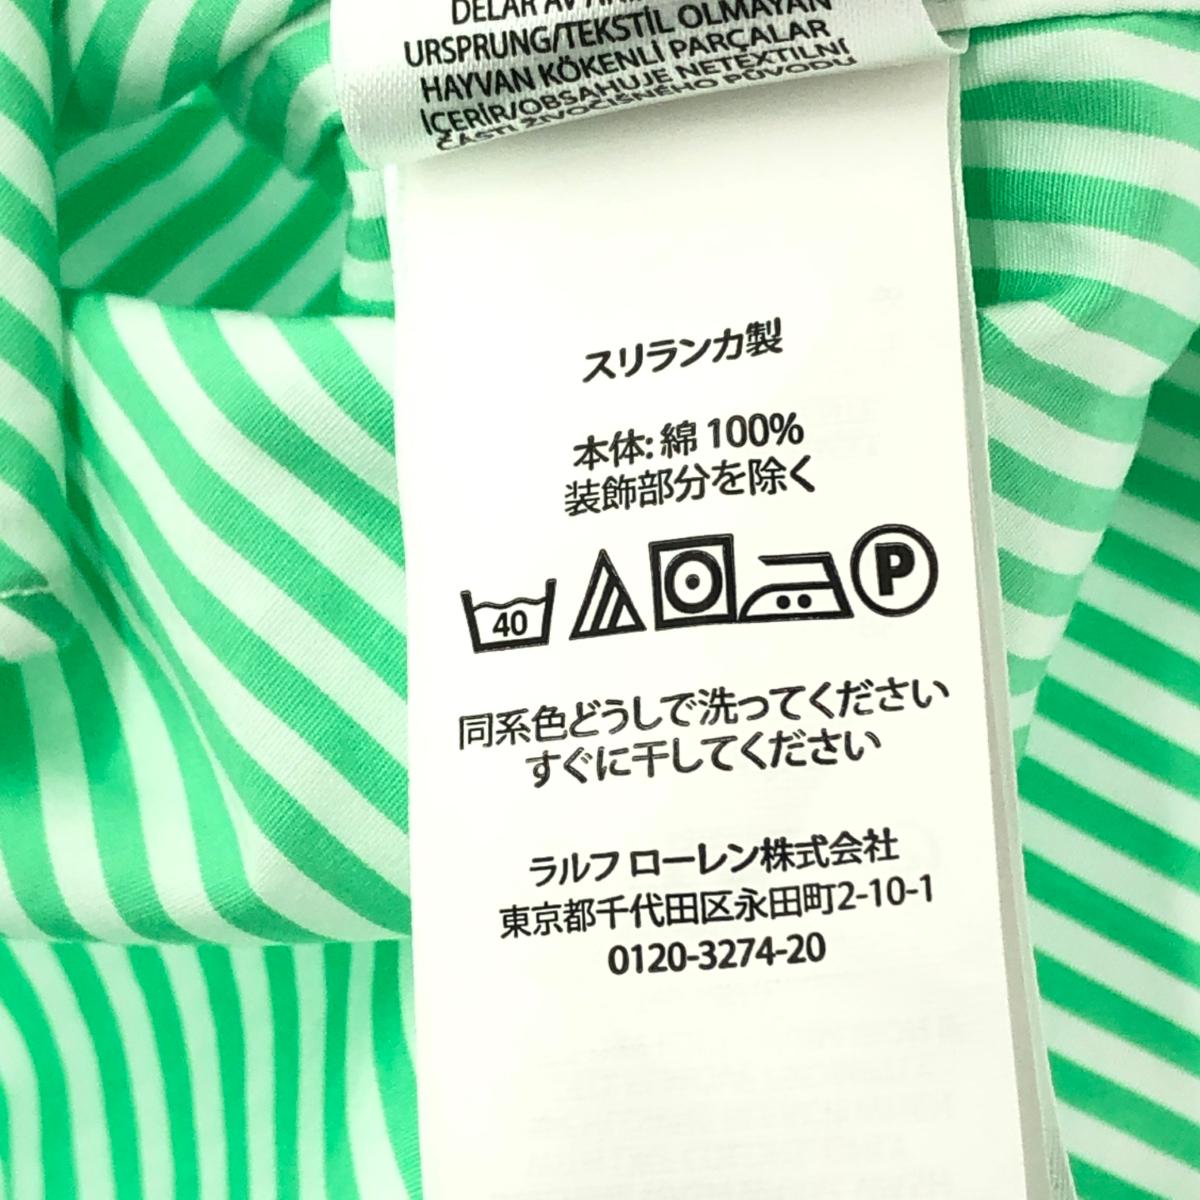 DELAR AV
URSPRUNG/TEKSTİL OLMAYAN
HAYVAN KÖKENLİ PARÇALAR
İÇERİR/OBSAHUJE NETEXTILNÍ
ČÁSTI ŽIVOČIŠNÉHO PŮVODU
スリランカ製
本体: 綿 100%
装飾部分を除く
40
P
同系色どうしで洗ってください
すぐに干してください
ラルフ ローレン株式会社
東京都千代田区永田町2-10-1
0120-3274-20